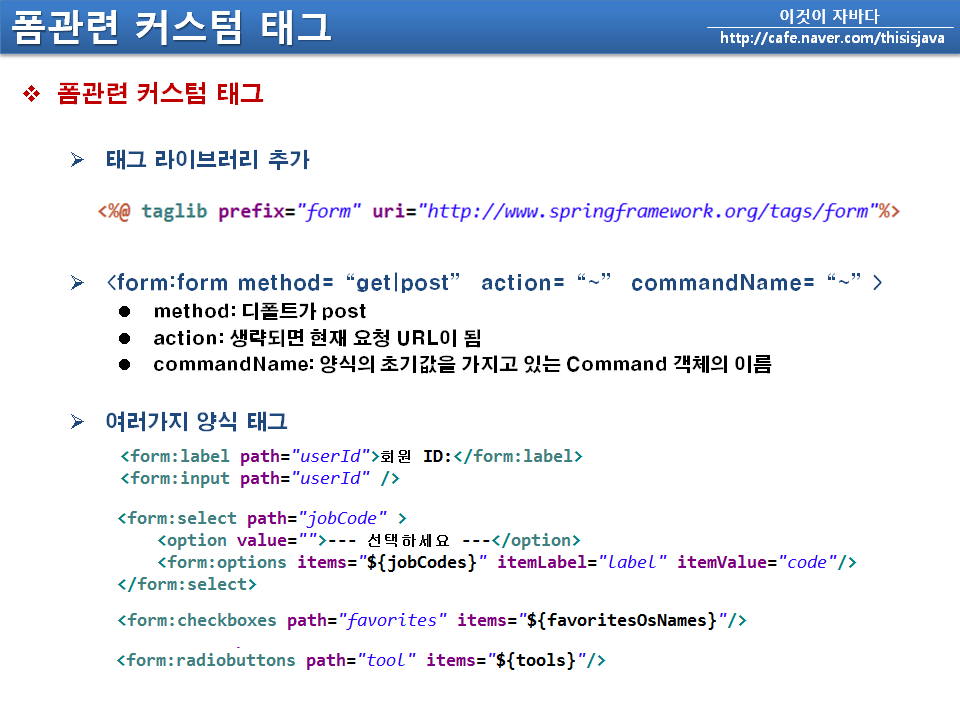 폼관련 커스텀 태그
이것이 자바다
http://cafe.naver.com/thisisjava
❖ 폼관련 커스텀 태그
➢ 태그 라이브러리 추가
<%@ taglib prefix="form" uri="http://www.springframework.org/tags/form"%>
➢ <form:form method= “get|post” action= “~” commandName= “~” >
● method: 디폴트가 post
● action: 생략되면 현재 요청 URL이 됨
● commandName: 양식의 초기값을 가지고 있는 Command 객체의 이름
➢ 여러가지 양식 태그
<form:label path="userId">회원 ID:</form:label>
<form:input path="userId" />
<form:select path="jobCode" >
<option value="">--- 선택하세요 ---</option>
<form:options items="${jobCodes}" itemLabel="label" itemValue="code"/>
</form:select>
<form:checkboxes path="favorites" items="${favoritesOsNames}"/>
<form:radiobuttons path="tool" items="${tools}"/>